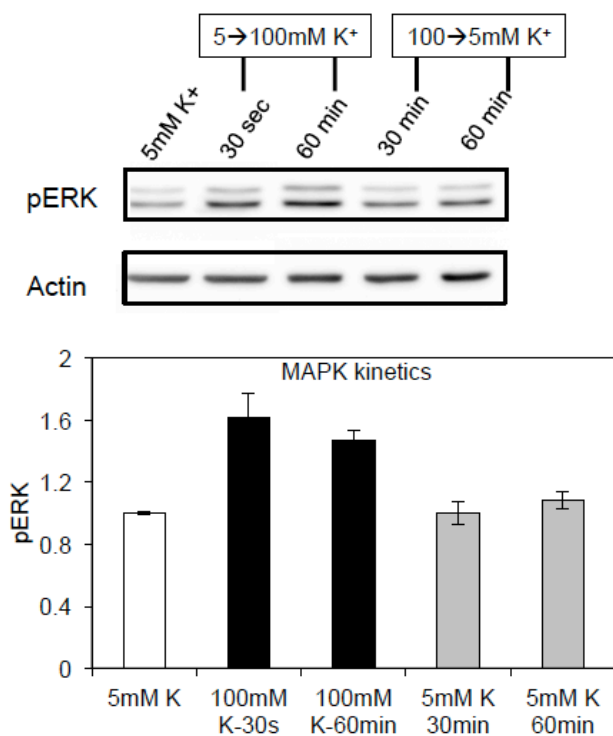 5→100mM K⁺ 100→5mM K⁺
5mM K+ 30 sec 60 min 30 min 60 min
pERK
Actin
MAPK kinetics
2
1.6
1.2
0.8
0.4
0
pERK
5mM K 100mM 100mM 5mM K 5mM K
K-30s K-60min 30min 60min